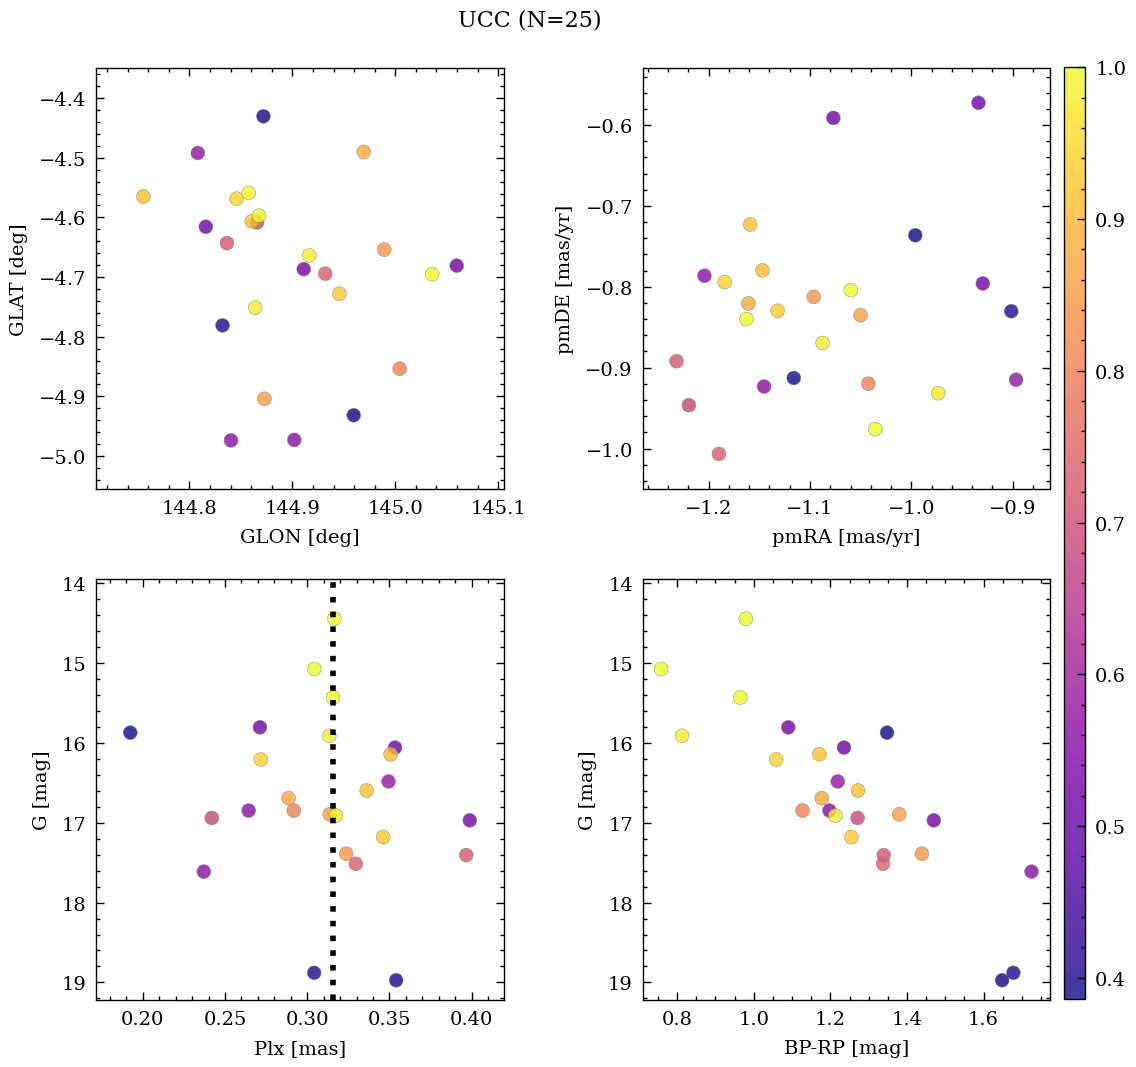 UCC (N=25)
−4.4
−4.5
−4.6
−4.7
−4.8
−4.9
−5.0
GLAT [deg]
144.8 144.9 145.0 145.1
GLON [deg]
−0.6
−0.7
−0.8
−0.9
−1.0
pmDE [mas/yr]
−1.2 −1.1 −1.0 −0.9
pmRA [mas/yr]
14
15
16
17
18
19
G [mag]
0.20 0.25 0.30 0.35 0.40
Plx [mas]
14
15
16
17
18
19
G [mag]
0.8 1.0 1.2 1.4 1.6
BP-RP [mag]
1.0
0.9
0.8
0.7
0.6
0.5
0.4